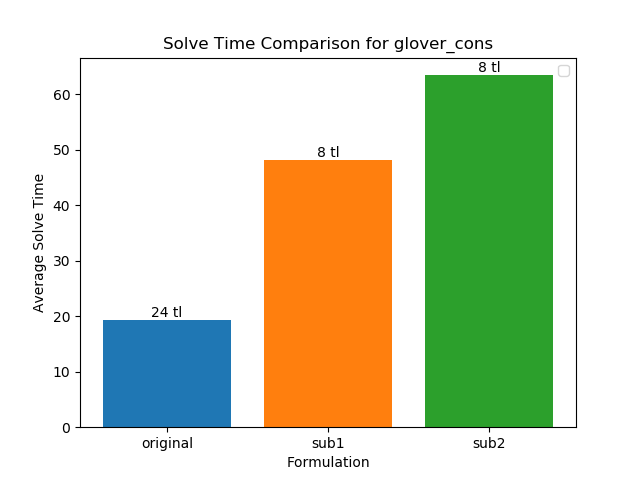 Solve Time Comparison for glover_cons
8 tl
8 tl
24 tl
60
50
40
30
20
10
0
Average Solve Time
original sub1 sub2
Formulation